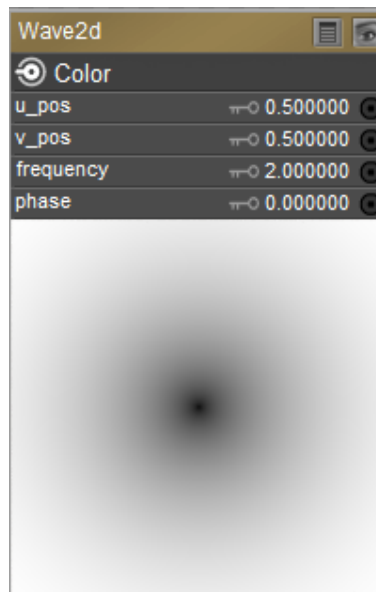 Wave2d
Color
u_pos 0.500000
v_pos 0.500000
frequency 2.000000
phase 0.000000